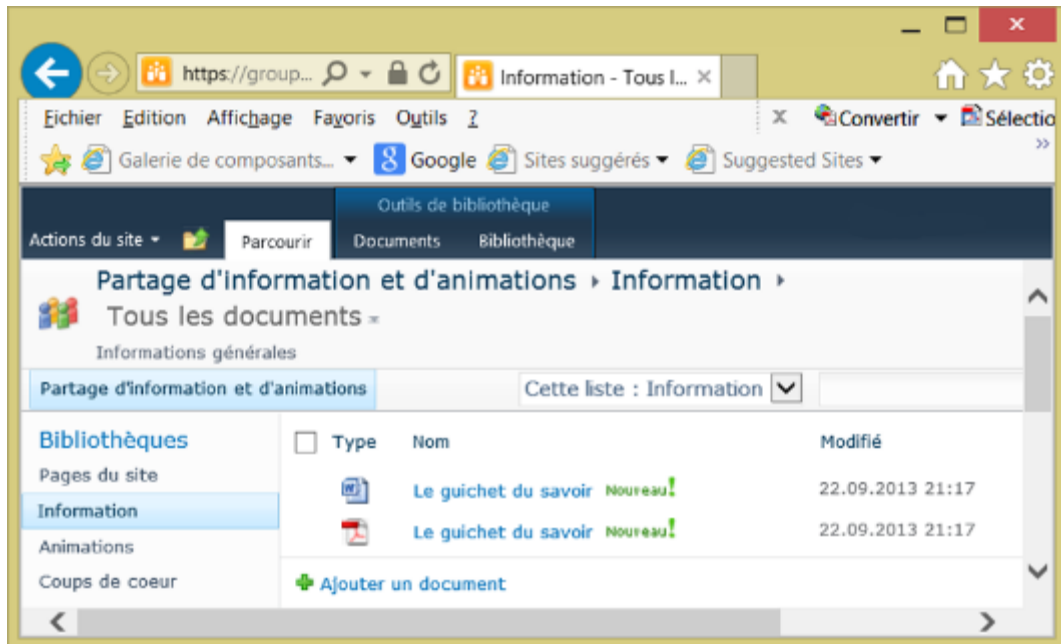 https://group... Information - Tous l...
Fichier Edition Affichage Favoris Outils ? x Convertir Sélectio
Galerie de composants... Google Sites suggérés Suggested Sites
Outils de bibliothèque
Actions du site Parcourir Documents Bibliothèque
Partage d'information et d'animations Information
Tous les documents
Informations générales
Partage d'information et d'animations Cette liste : Information
Bibliothèques Type Nom Modifié
Pages du site
Le guichet du savoir Nouveau! 22.09.2013 21:17
Information
Le guichet du savoir Nouveau! 22.09.2013 21:17
Animations
Coups de coeur Ajouter un document